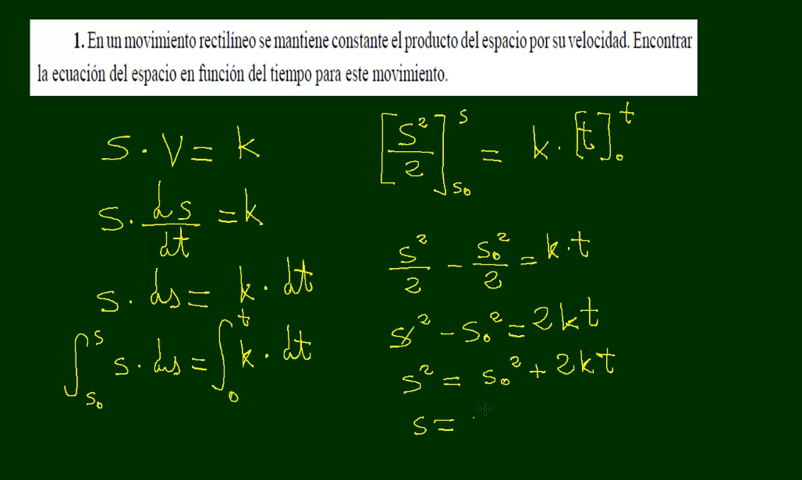 1. En un movimiento rectilíneo se mantiene constante el producto del espacio por su velocidad. Encontrar
la ecuación del espacio en función del tiempo para este movimiento.
s · v = k
s · ds/dt = k
s · ds = k · dt
∫_{s₀}^{s} s · ds = ∫_{0}^{t} k · dt
[s²/2]_{s₀}^{s} = k · [t]_{0}^{t}
s²/2 - s₀²/2 = k · t
s² - s₀² = 2kt
s² = s₀² + 2kt
s =